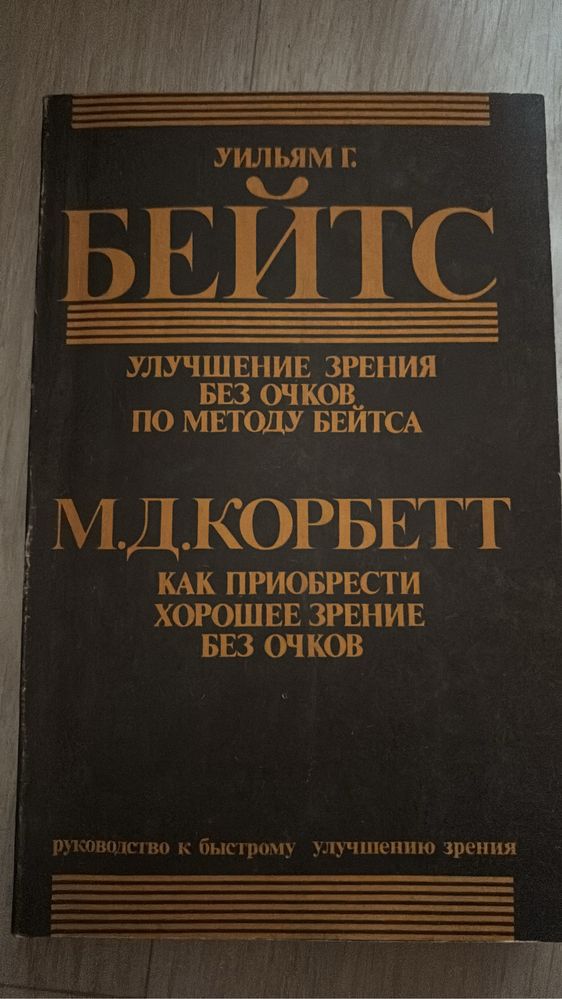 УИЛЬЯМ Г.
БЕЙТС
УЛУЧШЕНИЕ ЗРЕНИЯ
БЕЗ ОЧКОВ
ПО МЕТОДУ БЕЙТСА
М.Д.КОРБЕТТ
КАК ПРИОБРЕСТИ
ХОРОШЕЕ ЗРЕНИЕ
БЕЗ ОЧКОВ
руководство к быстрому улучшению зрения